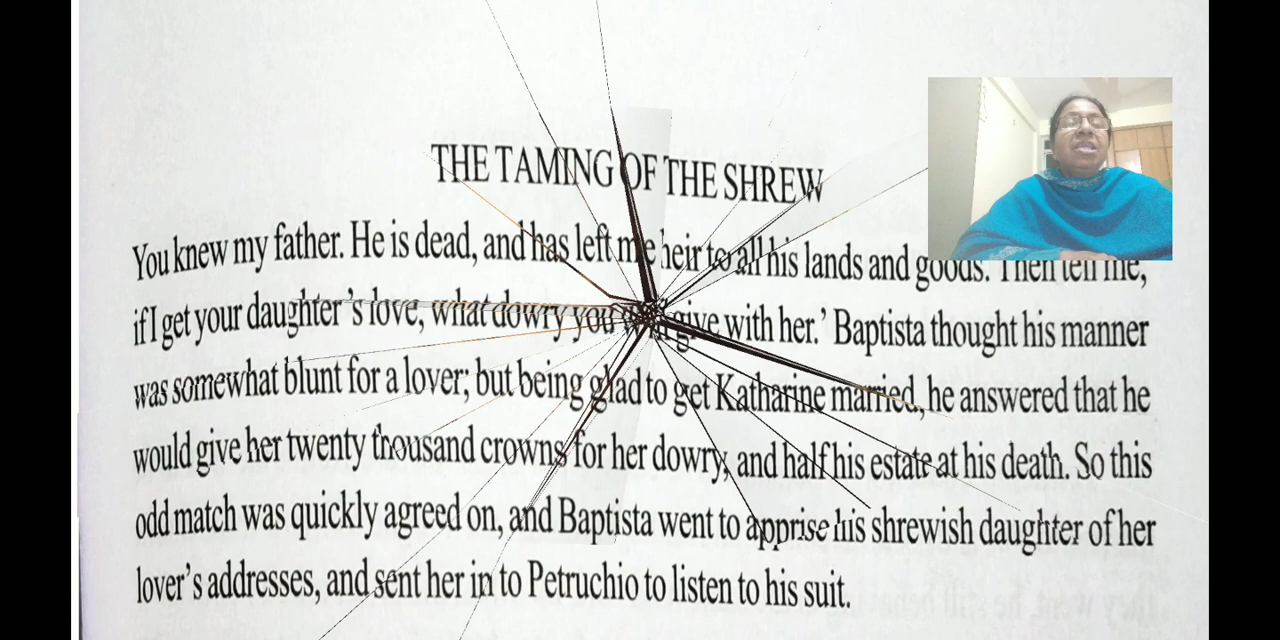 THE TAMING OF THE SHREW
You knew my father. He is dead, and has left me heir to all his lands and goods. Then tell me,
if I get your daughter's love, what dowry you will give with her.' Baptista thought his manner
was somewhat blunt for a lover; but being glad to get Katharine married, he answered that he
would give her twenty thousand crowns for her dowry, and half his estate at his death. So this
odd match was quickly agreed on, and Baptista went to apprise his shrewish daughter of her
lover's addresses, and sent her in to Petruchio to listen to his suit.